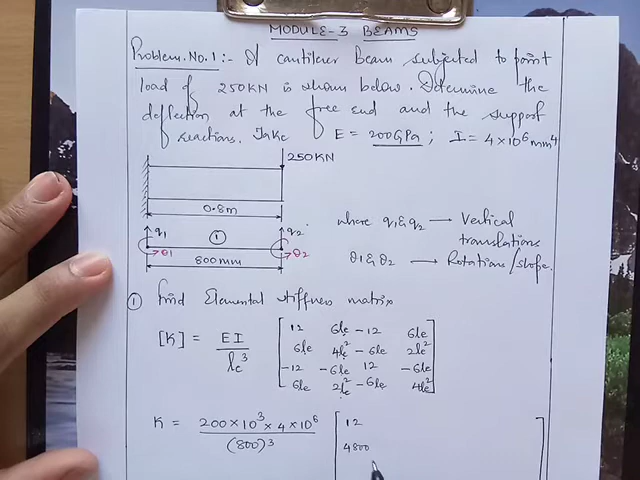 MODULE-3 BEAMS
Problem. No. 1 :- A cantilever beam subjected to point
load of 250KN is shown below. Determine the
deflection at the free end and the support
reactions. Take E = 200GPa ; I = 4×10⁶mm⁴
250KN
0.8m
q1 1 q2
θ1 θ2
800mm
where q1 & q2 → Vertical
translations
θ1 & θ2 → Rotations/slope.
1 Find Elemental stiffness matrix
[K] = EI / le³ [ 12 6le -12 6le
6le 4le² -6le 2le²
-12 -6le 12 -6le
6le 2le² -6le 4le² ]
K = 200×10³×4×10⁶ / (800)³ [ 12
4800 ]